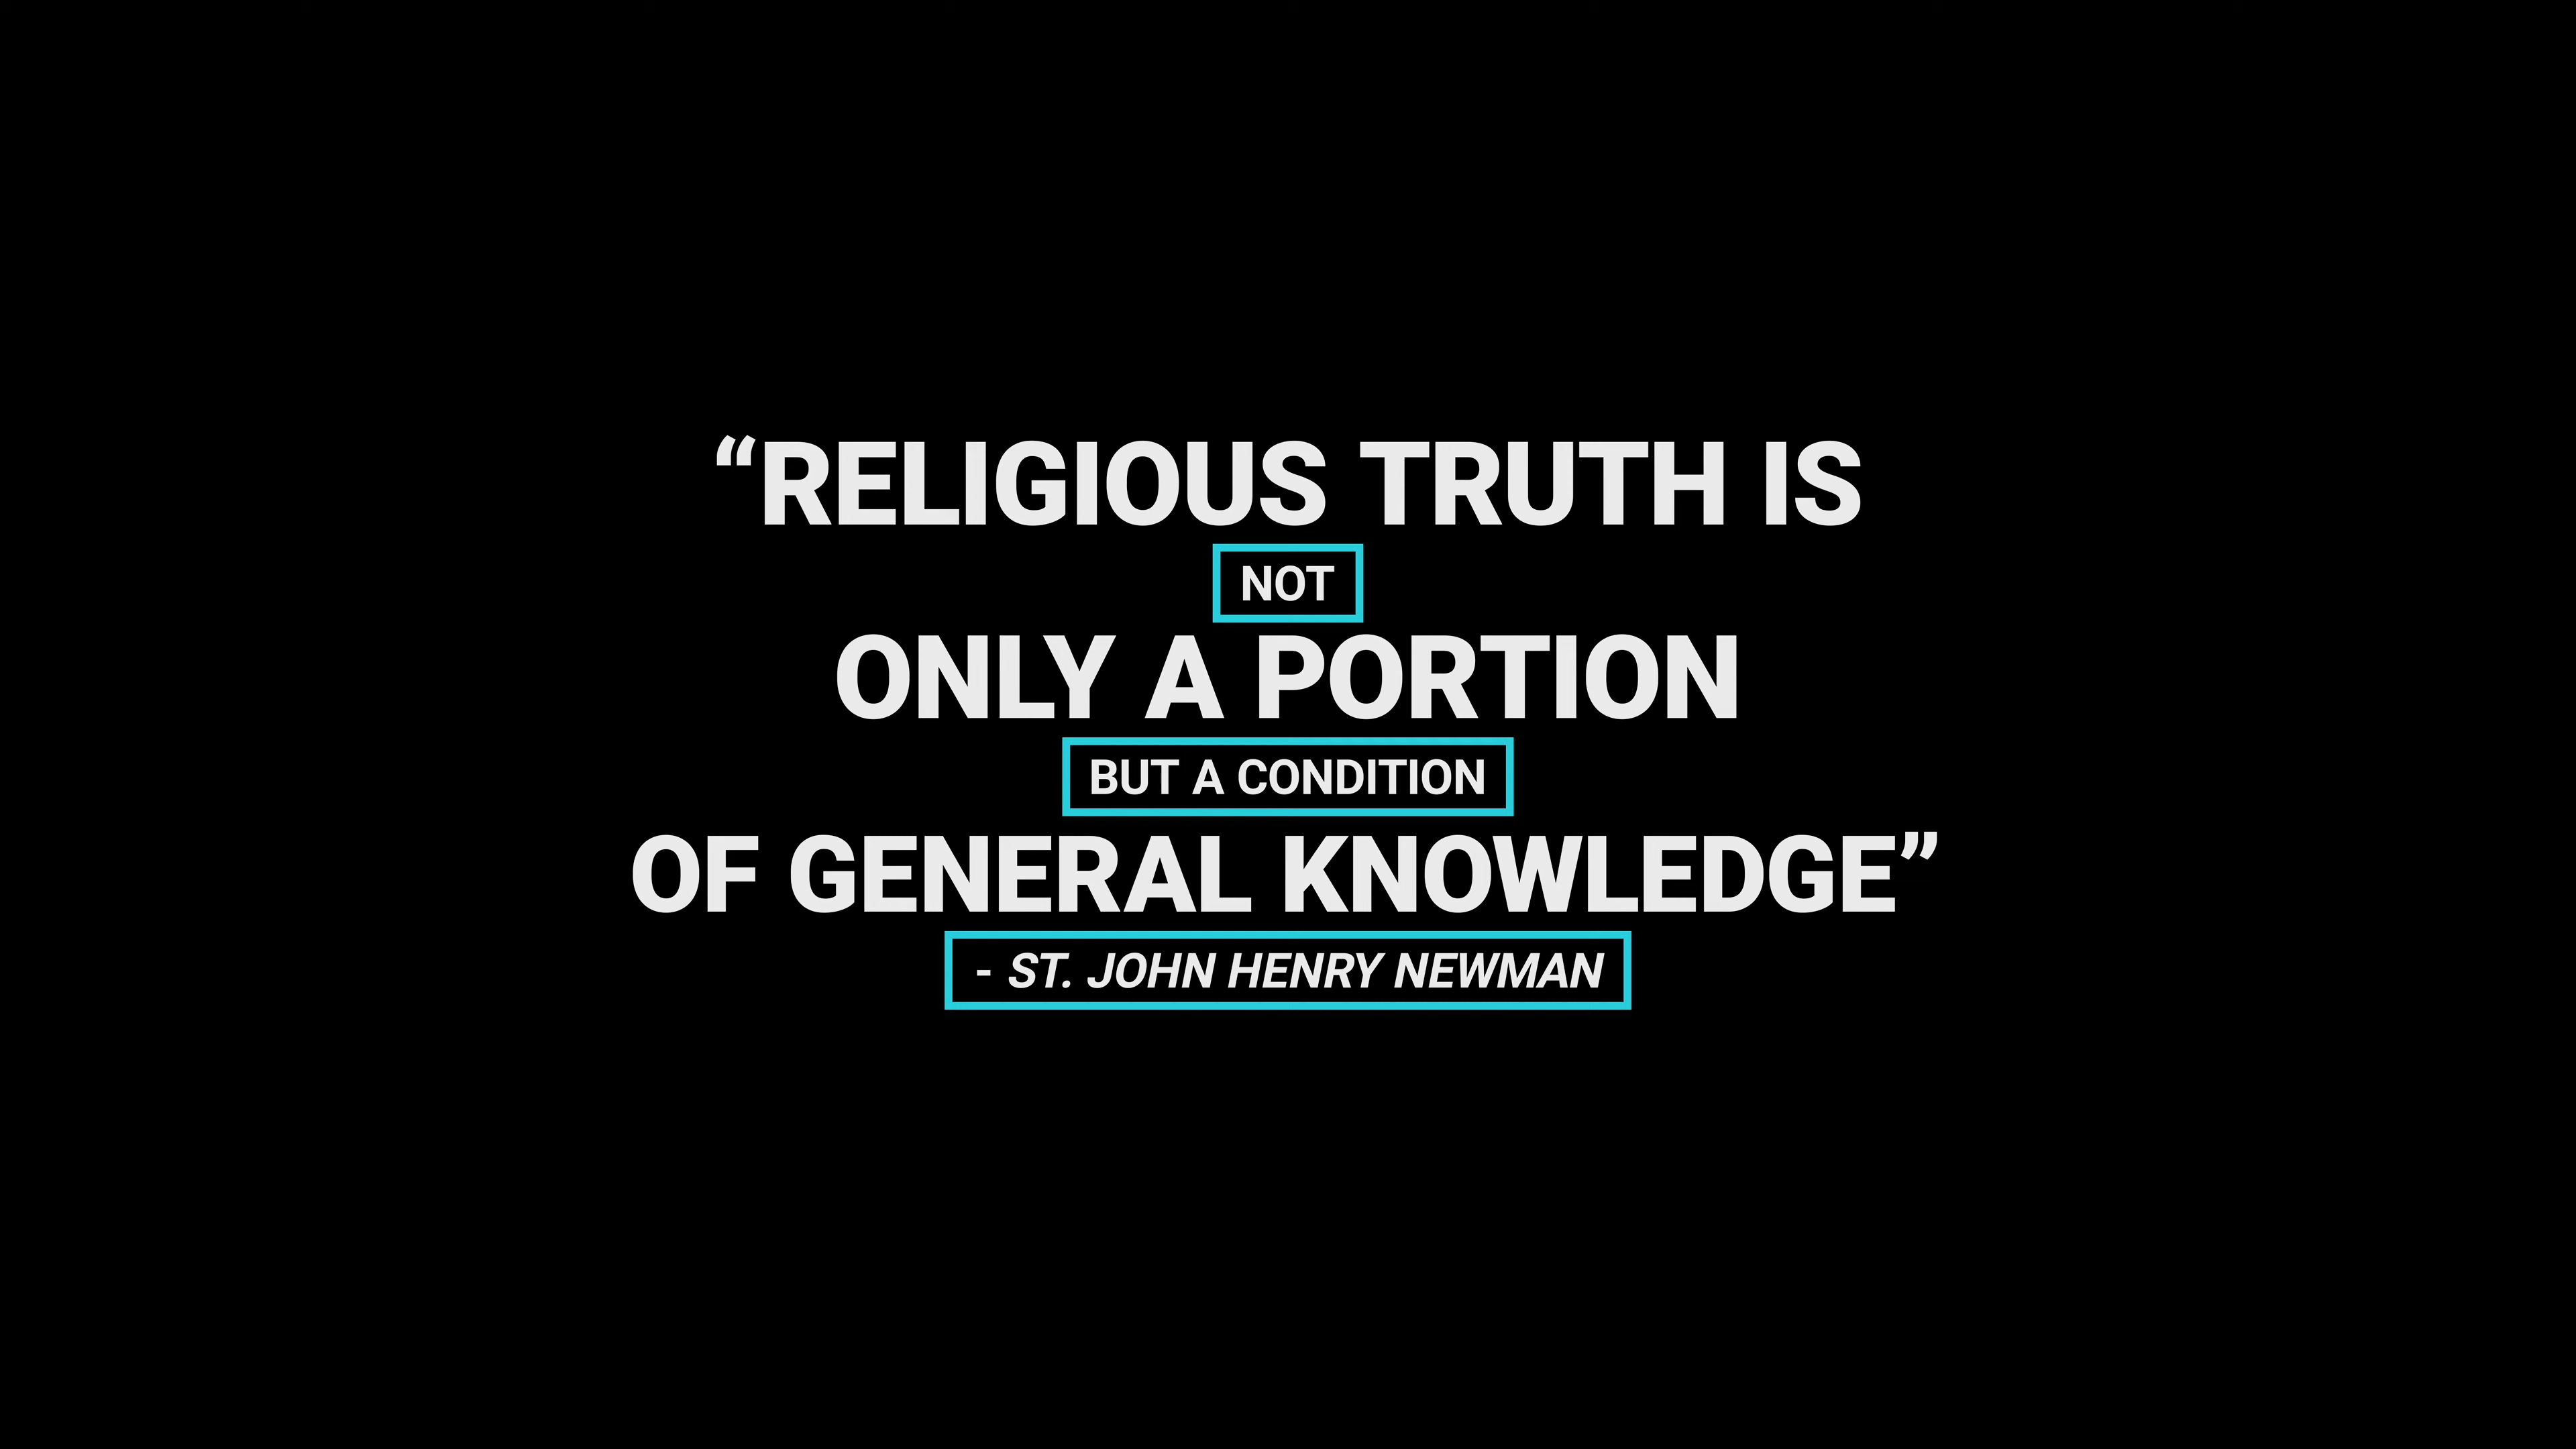 “RELIGIOUS TRUTH IS
NOT
ONLY A PORTION
BUT A CONDITION
OF GENERAL KNOWLEDGE”
- ST. JOHN HENRY NEWMAN